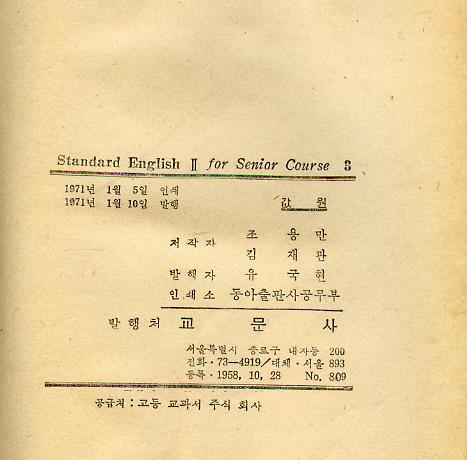 Standard English Ⅱ for Senior Course 3
1971년 1월 5일 인쇄
1971년 1월 10일 발행
값 원
저작자 조용만
김재관
발행자 유국현
인쇄소 동아출판사공무부
발행처 교문사
서울특별시 종로구 내자동 200
전화·73—4919/대체·서울 893
등록·1958, 10, 28 No. 809
공급처 : 고등 교과서 주식 회사